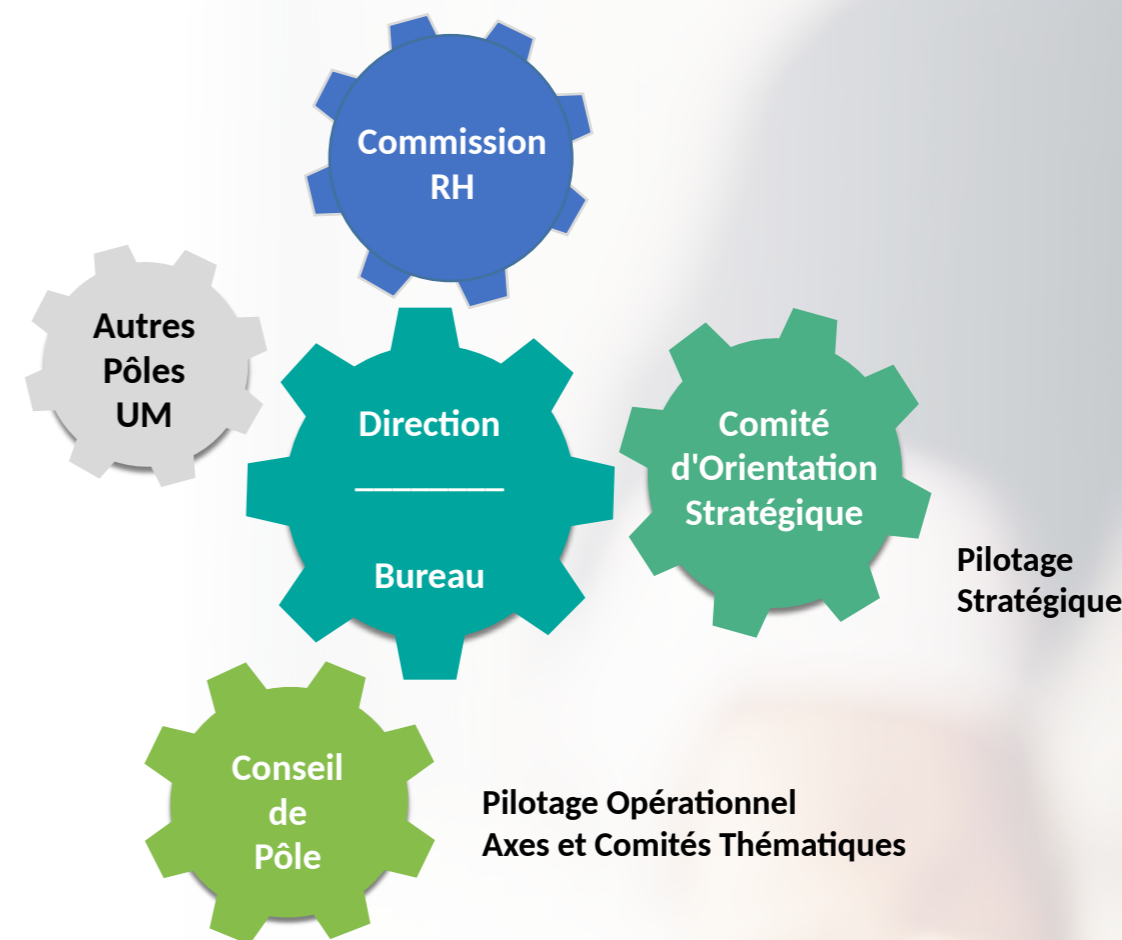 Commission
RH
Autres
Pôles
UM
Direction
Bureau
Comité
d'Orientation
Stratégique
Pilotage
Stratégique
Conseil
de
Pôle
Pilotage Opérationnel
Axes et Comités Thématiques